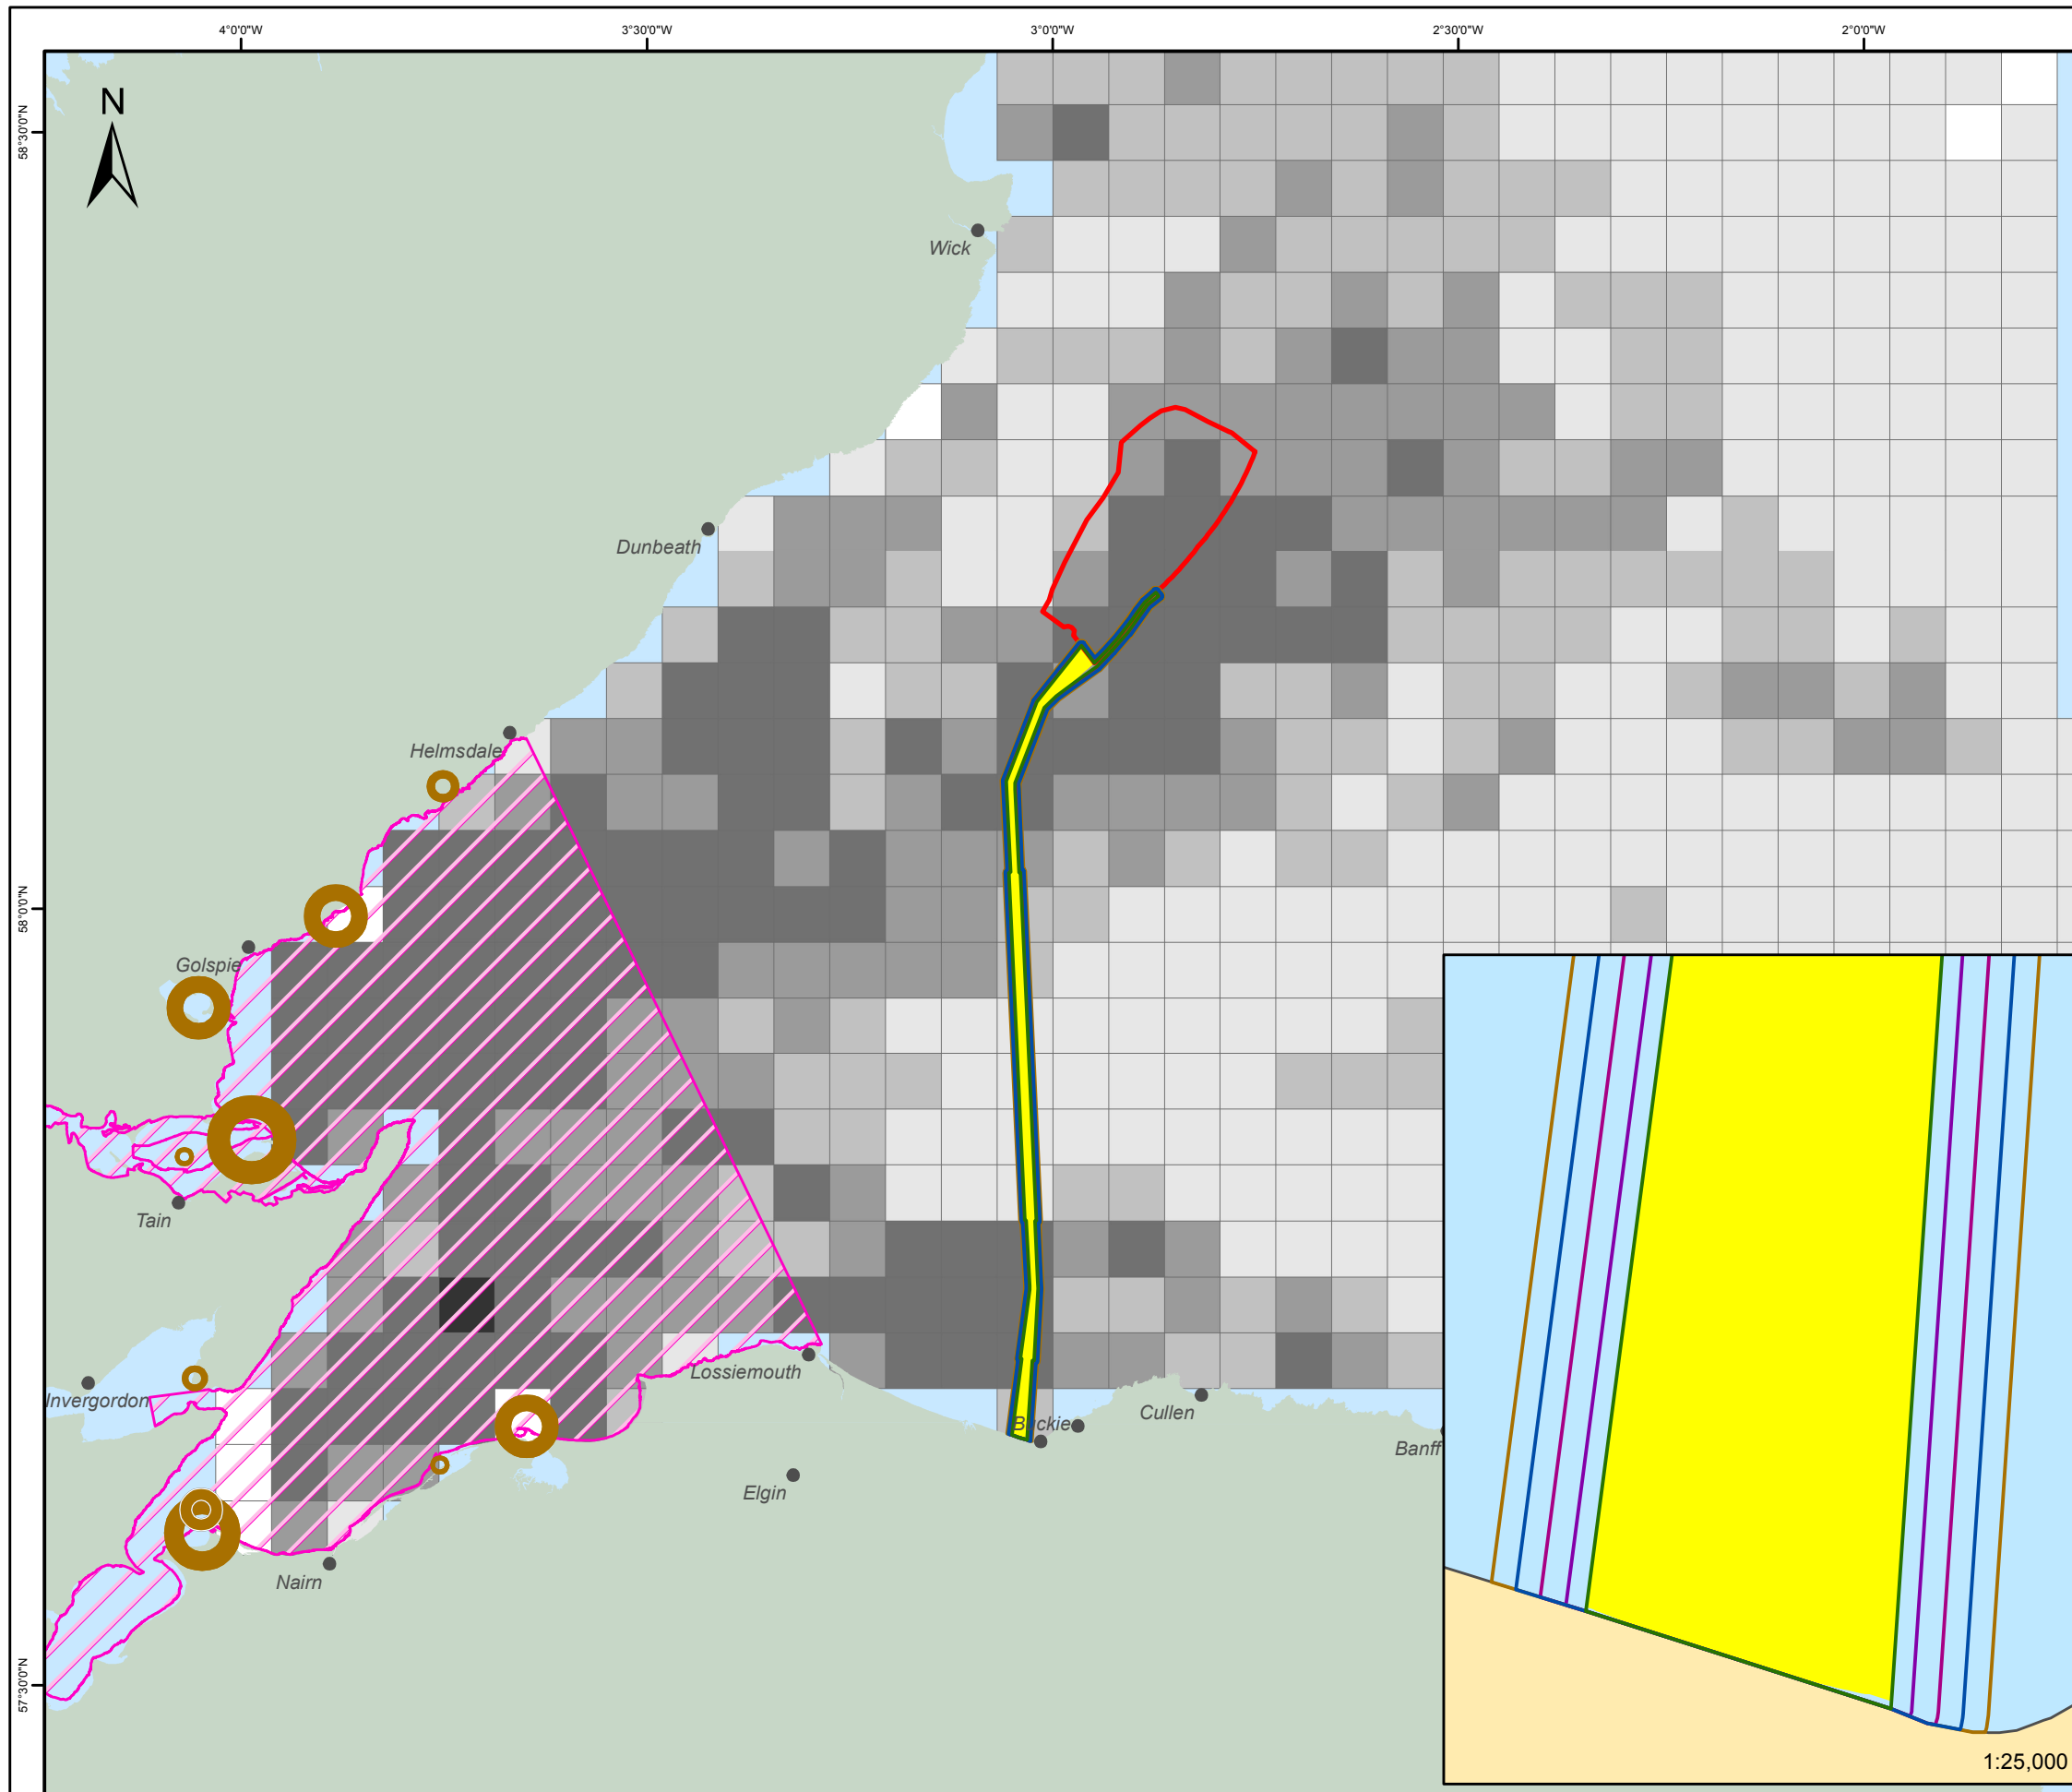 4°0'0"W
3°30'0"W
3°0'0"W
2°30'0"W
2°0'0"W
N
58°30'0"N
Wick
Dunbeath
Helmsdale
58°0'0"N
Golspie
Tain
Lossiemouth
Invergordon
Cullen
Buckie
Banff
Elgin
Nairn
57°30'0"N
1:25,000